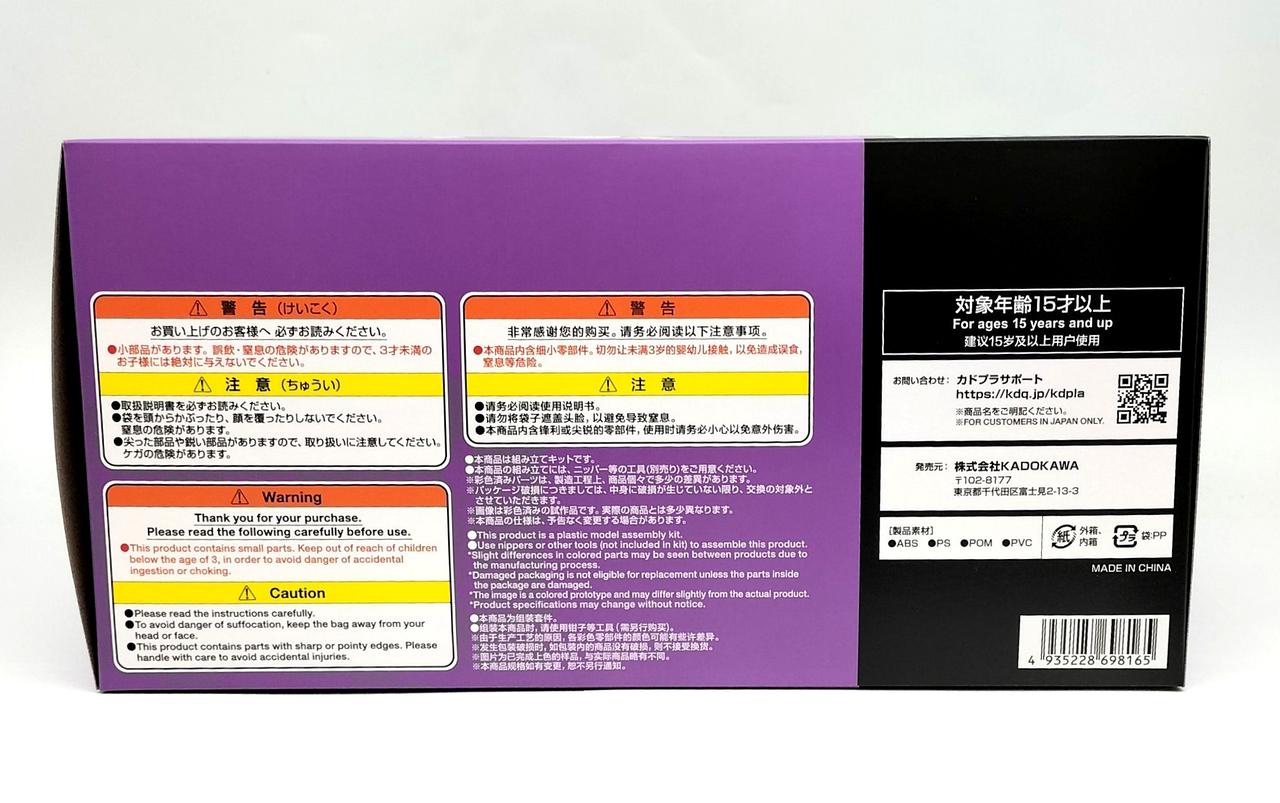 ⚠ 警 告 (けいこく)
お買い上げのお客様へ 必ずお読みください。
●小部品があります。誤飲・窒息の危険がありますので、3才未満の
お子様には絶対に与えないでください。
⚠ 注 意 (ちゅうい)
●取扱説明書を必ずお読みください。
●袋を頭からかぶったり、顔を覆ったりしないでください。
窒息の危険があります。
●尖った部品や鋭い部品がありますので、取り扱いに注意してください。
ケガの危険があります。
⚠ Warning
Thank you for your purchase.
Please read the following carefully before use.
●This product contains small parts. Keep out of reach of children
below the age of 3, in order to avoid danger of accidental
ingestion or choking.
⚠ Caution
●Please read the instructions carefully.
●To avoid danger of suffocation, keep the bag away from your
head or face.
●This product contains parts with sharp or pointy edges. Please
handle with care to avoid accidental injuries.
⚠ 警 告
非常感谢您的购买。请务必阅读以下注意事项。
●本商品内含细小零部件。切勿让未满3岁的婴幼儿接触，以免造成误食，
窒息等危险。
⚠ 注 意
●请务必阅读使用说明书。
●请勿将袋子遮盖头脸，以避免导致窒息。
●本商品内含锋利或尖锐的零部件，使用时请务必小心以免意外伤害。
●本商品は組み立てキットです。
●本商品の組み立てには、ニッパー等の工具(別売り)をご用意ください。
※彩色済みパーツは、製造工程上、商品個々で多少の差異があります。
※パッケージ破損につきましては、中身に破損が生じていない限り、交換の対象外と
させていただきます。
※画像は彩色済みの試作品です。実際の商品とは多少異なります。
※本商品の仕様は、予告なく変更する場合があります。
●This product is a plastic model assembly kit.
●Use nippers or other tools (not included in kit) to assemble this product.
*Slight differences in colored parts may be seen between products due to
the manufacturing process.
*Damaged packaging is not eligible for replacement unless the parts inside
the package are damaged.
*The image is a colored prototype and may differ slightly from the actual product.
*Product specifications may change without notice.
●本商品为组装套件。
●组装本商品时，请使用钳子等工具 (需另行购买)。
※由于生产工艺的原因，各彩色零部件的颜色可能有些许差异。
※发生包装破损时，如包装内的商品没有破损，则不接受换货。
※图片为已完成上色的样品，与实际商品略有不同。
※本商品规格如有变更，恕不另行通知。
対象年齢15才以上
For ages 15 years and up
建议15岁及以上用户使用
お問い合わせ： カドプラサポート
https://kdq.jp/kdpla
※商品名をご明記ください。
※FOR CUSTOMERS IN JAPAN ONLY.
発売元： 株式会社KADOKAWA
〒102-8177
東京都千代田区富士見2-13-3
[製品素材]
●ABS ●PS ●POM ●PVC
紙 外箱、
内箱
プラ 袋:PP
MADE IN CHINA
4 935228 698165